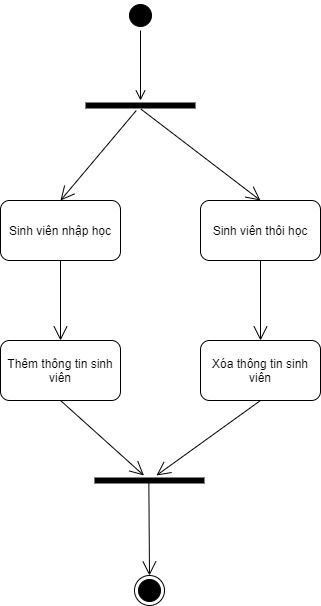 Sinh viên nhập học
Sinh viên thôi học
Thêm thông tin sinh
viên
Xóa thông tin sinh
viên